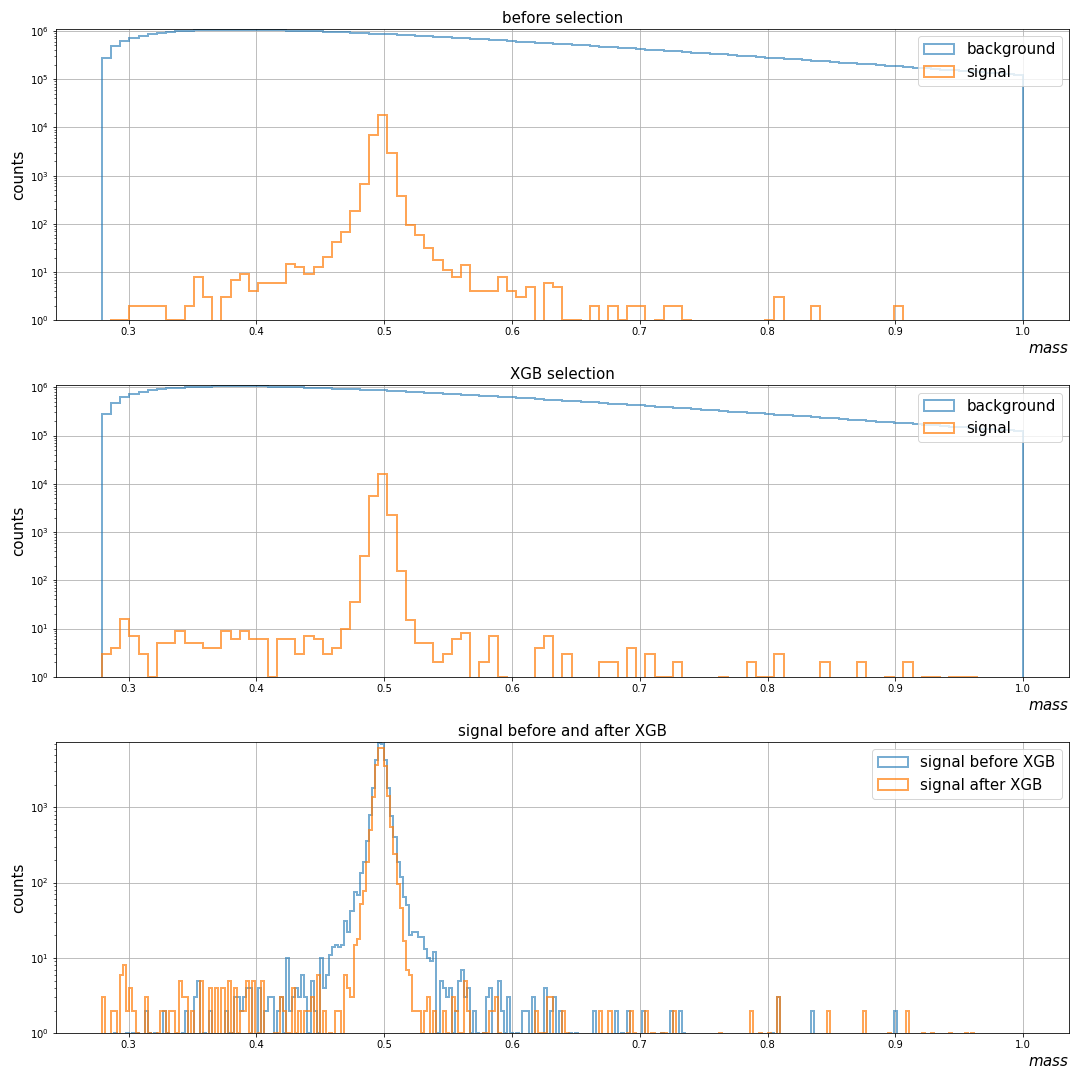 before selection
counts
10⁶
10⁵
10⁴
10³
10²
10¹
10⁰
background
signal
0.3 0.4 0.5 0.6 0.7 0.8 0.9 1.0
mass
XGB selection
counts
10⁶
10⁵
10⁴
10³
10²
10¹
10⁰
background
signal
0.3 0.4 0.5 0.6 0.7 0.8 0.9 1.0
mass
signal before and after XGB
counts
10³
10²
10¹
10⁰
signal before XGB
signal after XGB
0.3 0.4 0.5 0.6 0.7 0.8 0.9 1.0
mass